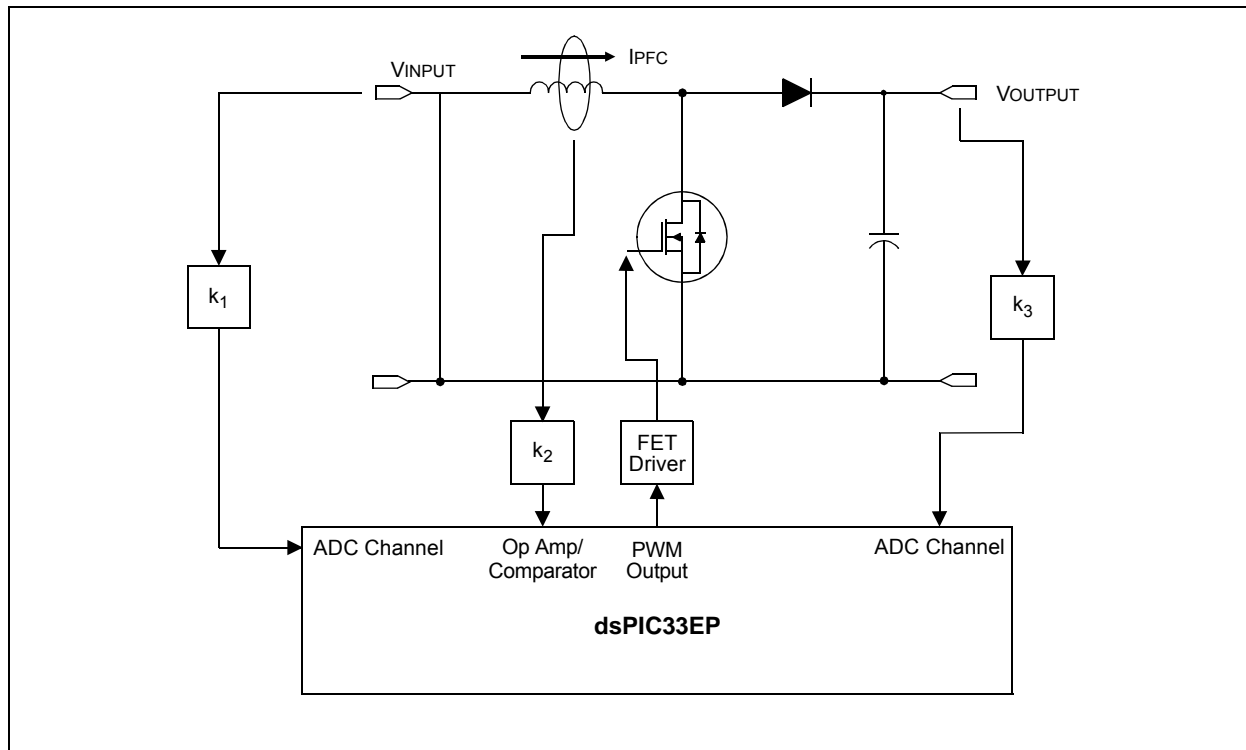 IPFC
VINPUT
VOUTPUT
k1
k3
k2
FET
Driver
ADC Channel
Op Amp/
Comparator
PWM
Output
ADC Channel
dsPIC33EP